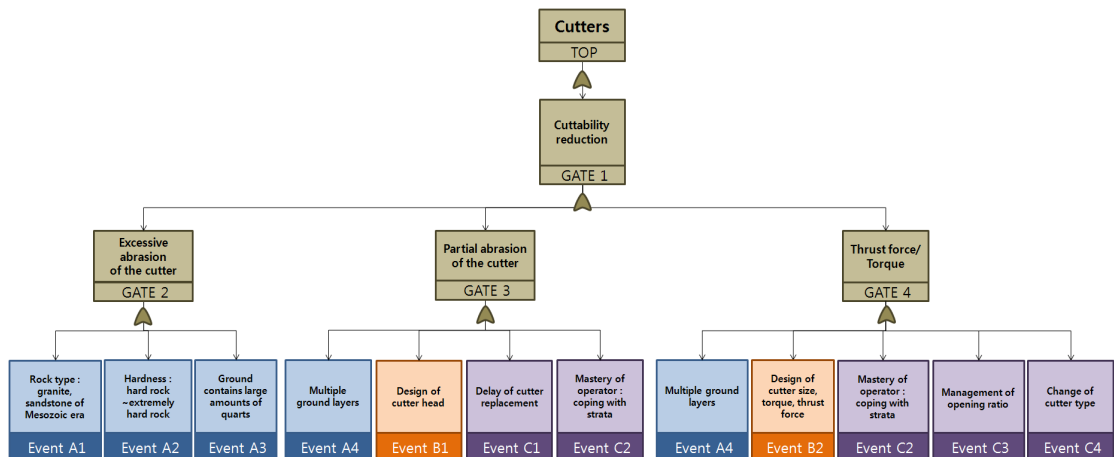 Cutters
TOP
Cuttability
reduction
GATE 1
Excessive
abrasion
of the cutter
GATE 2
Partial abrasion
of the cutter
GATE 3
Thrust force/
Torque
GATE 4
Rock type :
granite,
sandstone of
Mesozoic era
Event A1
Hardness :
hard rock
~extremely
hard rock
Event A2
Ground
contains large
amounts of
quarts
Event A3
Multiple
ground layers
Event A4
Design of
cutter head
Event B1
Delay of cutter
replacement
Event C1
Mastery of
operator :
coping with
strata
Event C2
Multiple ground
layers
Event A4
Design of
cutter size,
torque, thrust
force
Event B2
Mastery of
operator :
coping with
strata
Event C2
Management of
opening ratio
Event C3
Change of
cutter type
Event C4